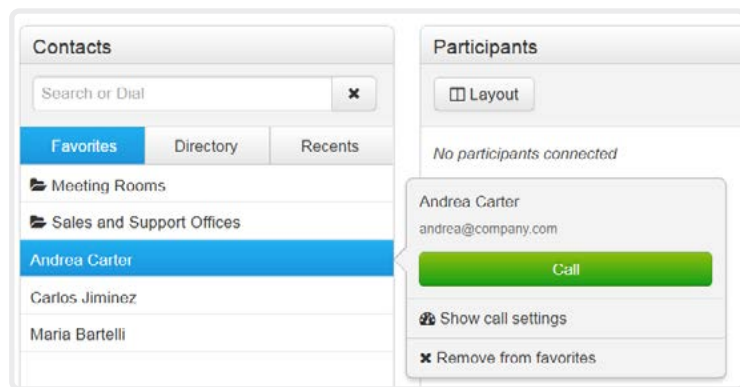 Contacts
Search or Dial
Favorites Directory Recents
Meeting Rooms
Sales and Support Offices
Andrea Carter
Carlos Jiminez
Maria Bartelli
Participants
Layout
No participants connected
Andrea Carter
andrea@company.com
Call
Show call settings
Remove from favorites